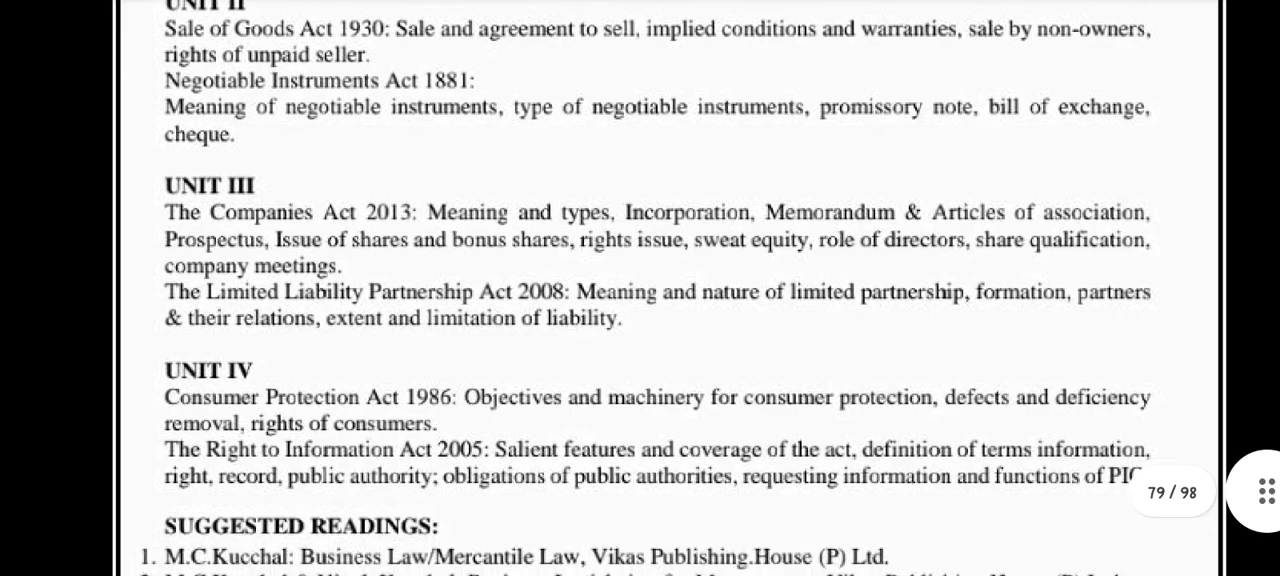 UNIT II
Sale of Goods Act 1930: Sale and agreement to sell, implied conditions and warranties, sale by non-owners,
rights of unpaid seller.
Negotiable Instruments Act 1881:
Meaning of negotiable instruments, type of negotiable instruments, promissory note, bill of exchange,
cheque.
UNIT III
The Companies Act 2013: Meaning and types, Incorporation, Memorandum & Articles of association,
Prospectus, Issue of shares and bonus shares, rights issue, sweat equity, role of directors, share qualification,
company meetings.
The Limited Liability Partnership Act 2008: Meaning and nature of limited partnership, formation, partners
& their relations, extent and limitation of liability.
UNIT IV
Consumer Protection Act 1986: Objectives and machinery for consumer protection, defects and deficiency
removal, rights of consumers.
The Right to Information Act 2005: Salient features and coverage of the act, definition of terms information,
right, record, public authority; obligations of public authorities, requesting information and functions of
79 / 98
SUGGESTED READINGS:
1. M.C.Kucchal: Business Law/Mercantile Law, Vikas Publishing.House (P) Ltd.